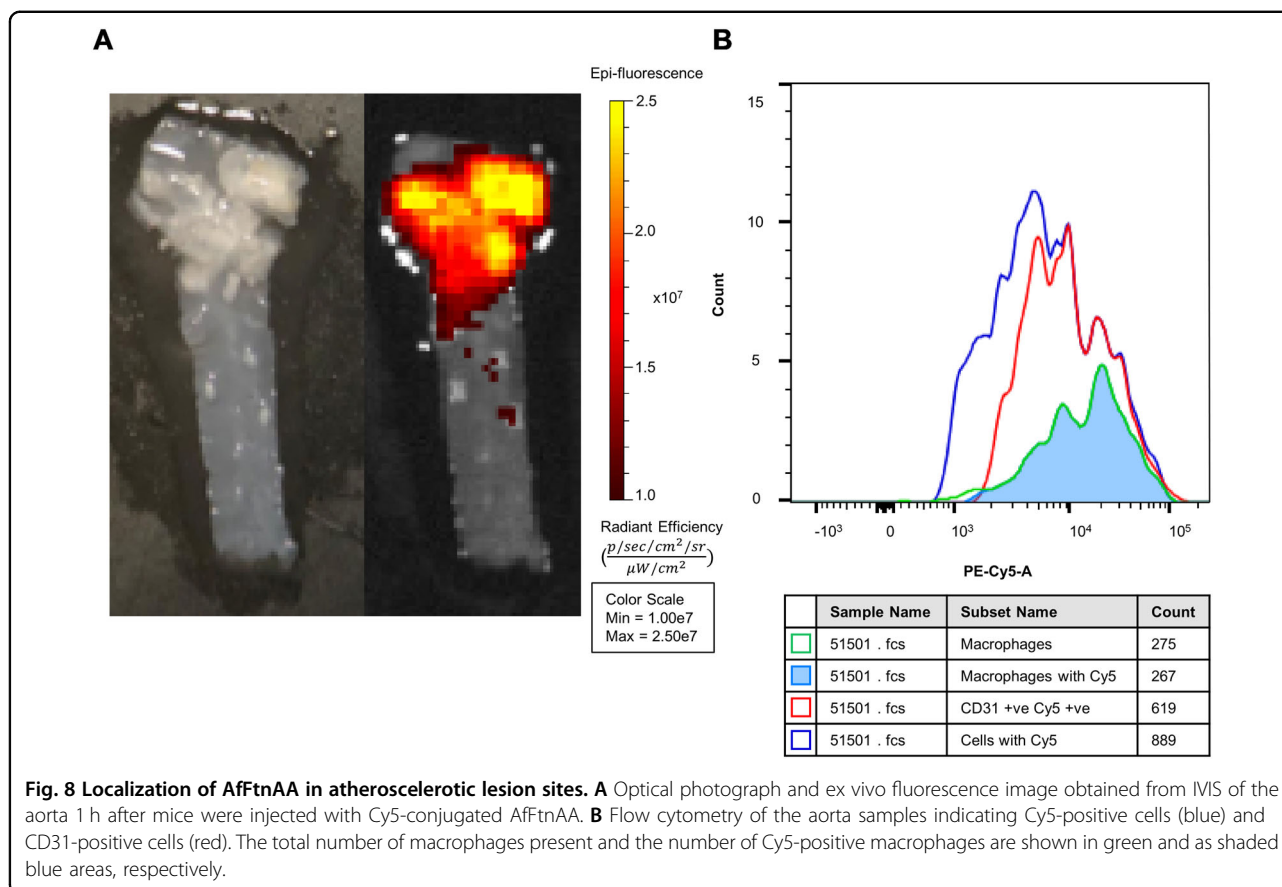 A
B
Epi-fluorescence
2.5
2.0
x10⁷
1.5
1.0
Radiant Efficiency
(p/sec/cm²/sr / µW/cm²)
Color Scale
Min = 1.00e7
Max = 2.50e7
15
10
5
0
Count
-10³ 0 10³ 10⁴ 10⁵
PE-Cy5-A
Sample Name Subset Name Count
51501 . fcs Macrophages 275
51501 . fcs Macrophages with Cy5 267
51501 . fcs CD31 +ve Cy5 +ve 619
51501 . fcs Cells with Cy5 889
Fig. 8 Localization of AfFtnAA in atheroscelerotic lesion sites. A Optical photograph and ex vivo fluorescence image obtained from IVIS of the
aorta 1 h after mice were injected with Cy5-conjugated AfFtnAA. B Flow cytometry of the aorta samples indicating Cy5-positive cells (blue) and
CD31-positive cells (red). The total number of macrophages present and the number of Cy5-positive macrophages are shown in green and as shaded
blue areas, respectively.